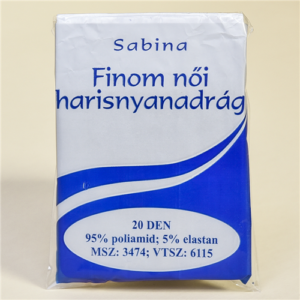 Sabina
Finom női
harisnyanadrág
20 DEN
95% poliamid; 5% elastan
MSZ: 3474; VTSZ: 6115